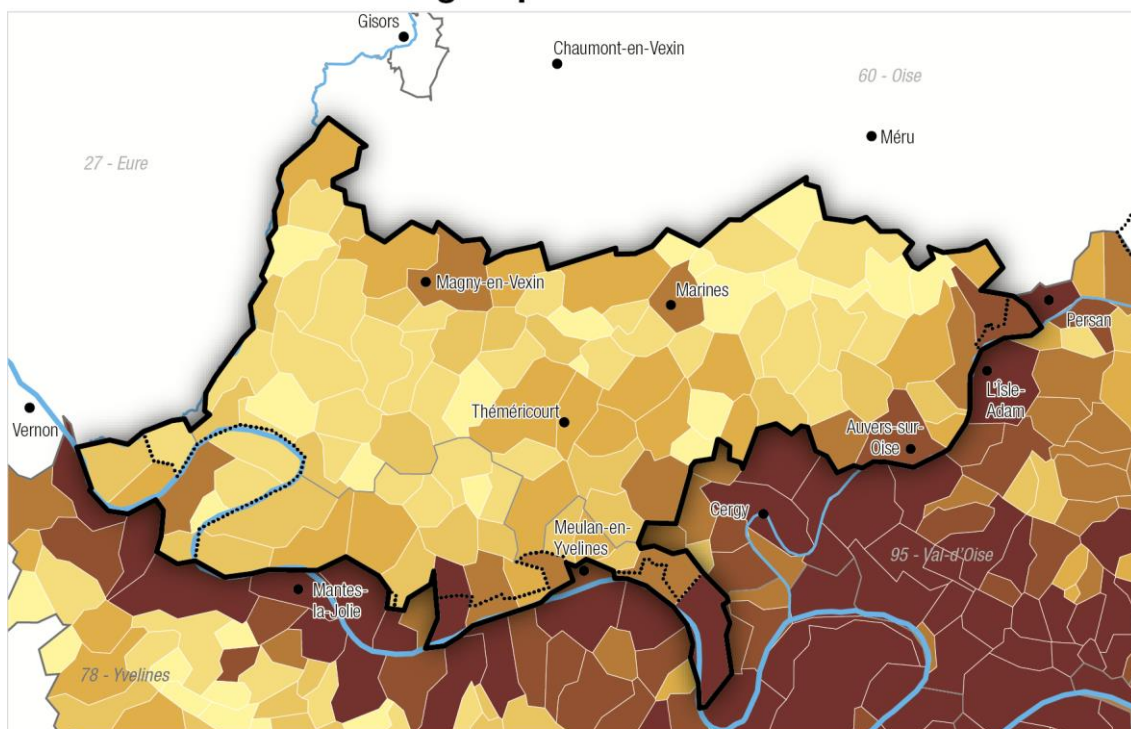 Gisors
Chaumont-en-Vexin
60 - Oise
Méru
27 - Eure
Magny-en-Vexin
Marines
Persan
L'Isle-
Adam
Vernon
Théméricourt
Auvers-sur-
Oise
Cergy
Meulan-en-
Yvelines
95 - Val-d'Oise
Mantes-
la-Jolie
78 - Yvelines